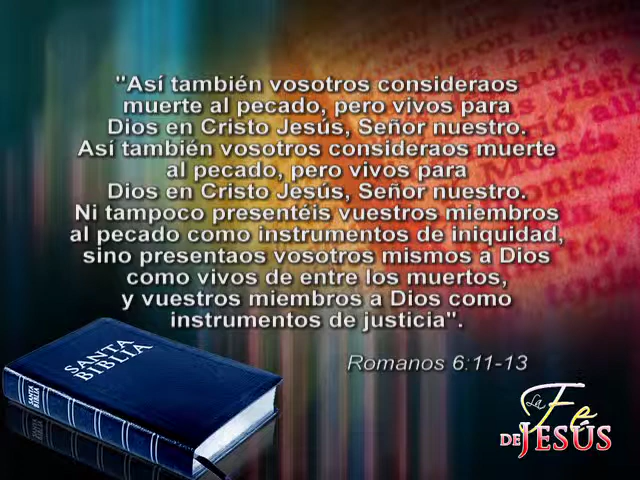 "Así también vosotros consideraos
muerte al pecado, pero vivos para
Dios en Cristo Jesús, Señor nuestro.
Así también vosotros consideraos muerte
al pecado, pero vivos para
Dios en Cristo Jesús, Señor nuestro.
Ni tampoco presentéis vuestros miembros
al pecado como instrumentos de iniquidad,
sino presentaos vosotros mismos a Dios
como vivos de entre los muertos,
y vuestros miembros a Dios como
instrumentos de justicia".
Romanos 6:11-13
SANTA
BIBLIA
SANTA
BIBLIA
La Fe
DE JESÚS